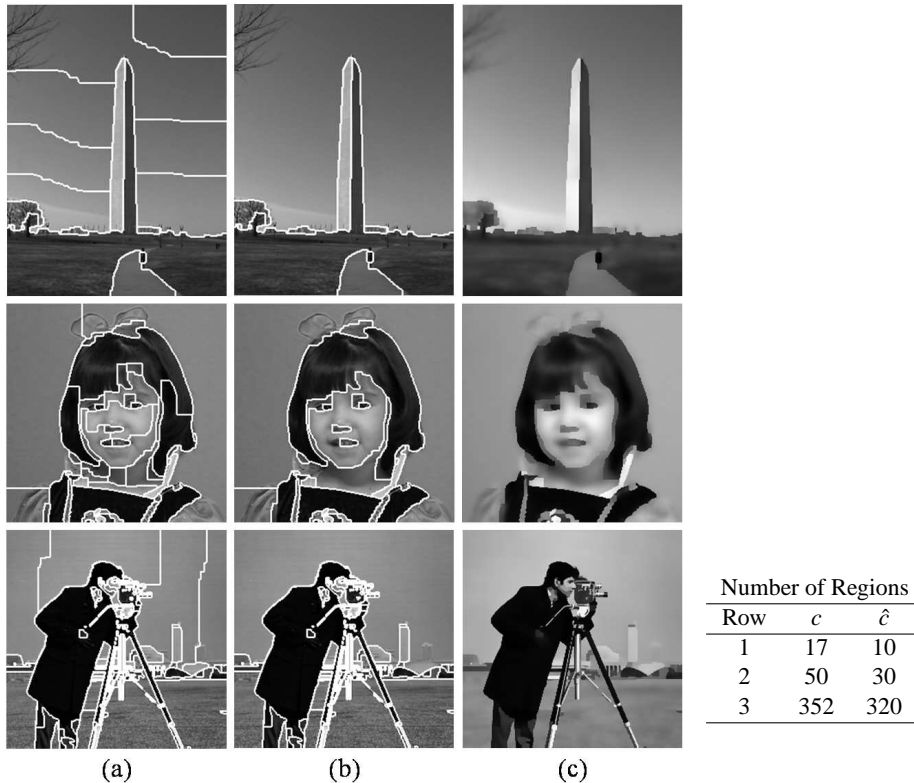 Number of Regions
Row c ĉ
1 17 10
2 50 30
3 352 320
(a) (b) (c)